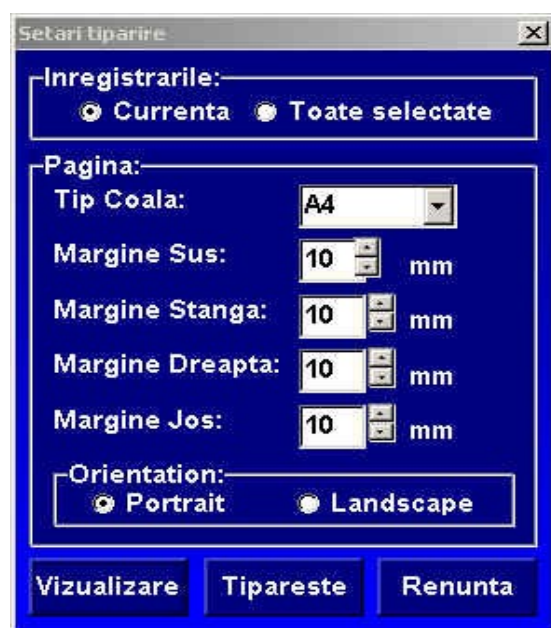 Setari tiparire
Inregistrarile:
Currenta Toate selectate
Pagina:
Tip Coala: A4
Margine Sus: 10 mm
Margine Stanga: 10 mm
Margine Dreapta: 10 mm
Margine Jos: 10 mm
Orientation:
Portrait Landscape
Vizualizare Tipareste Renunta